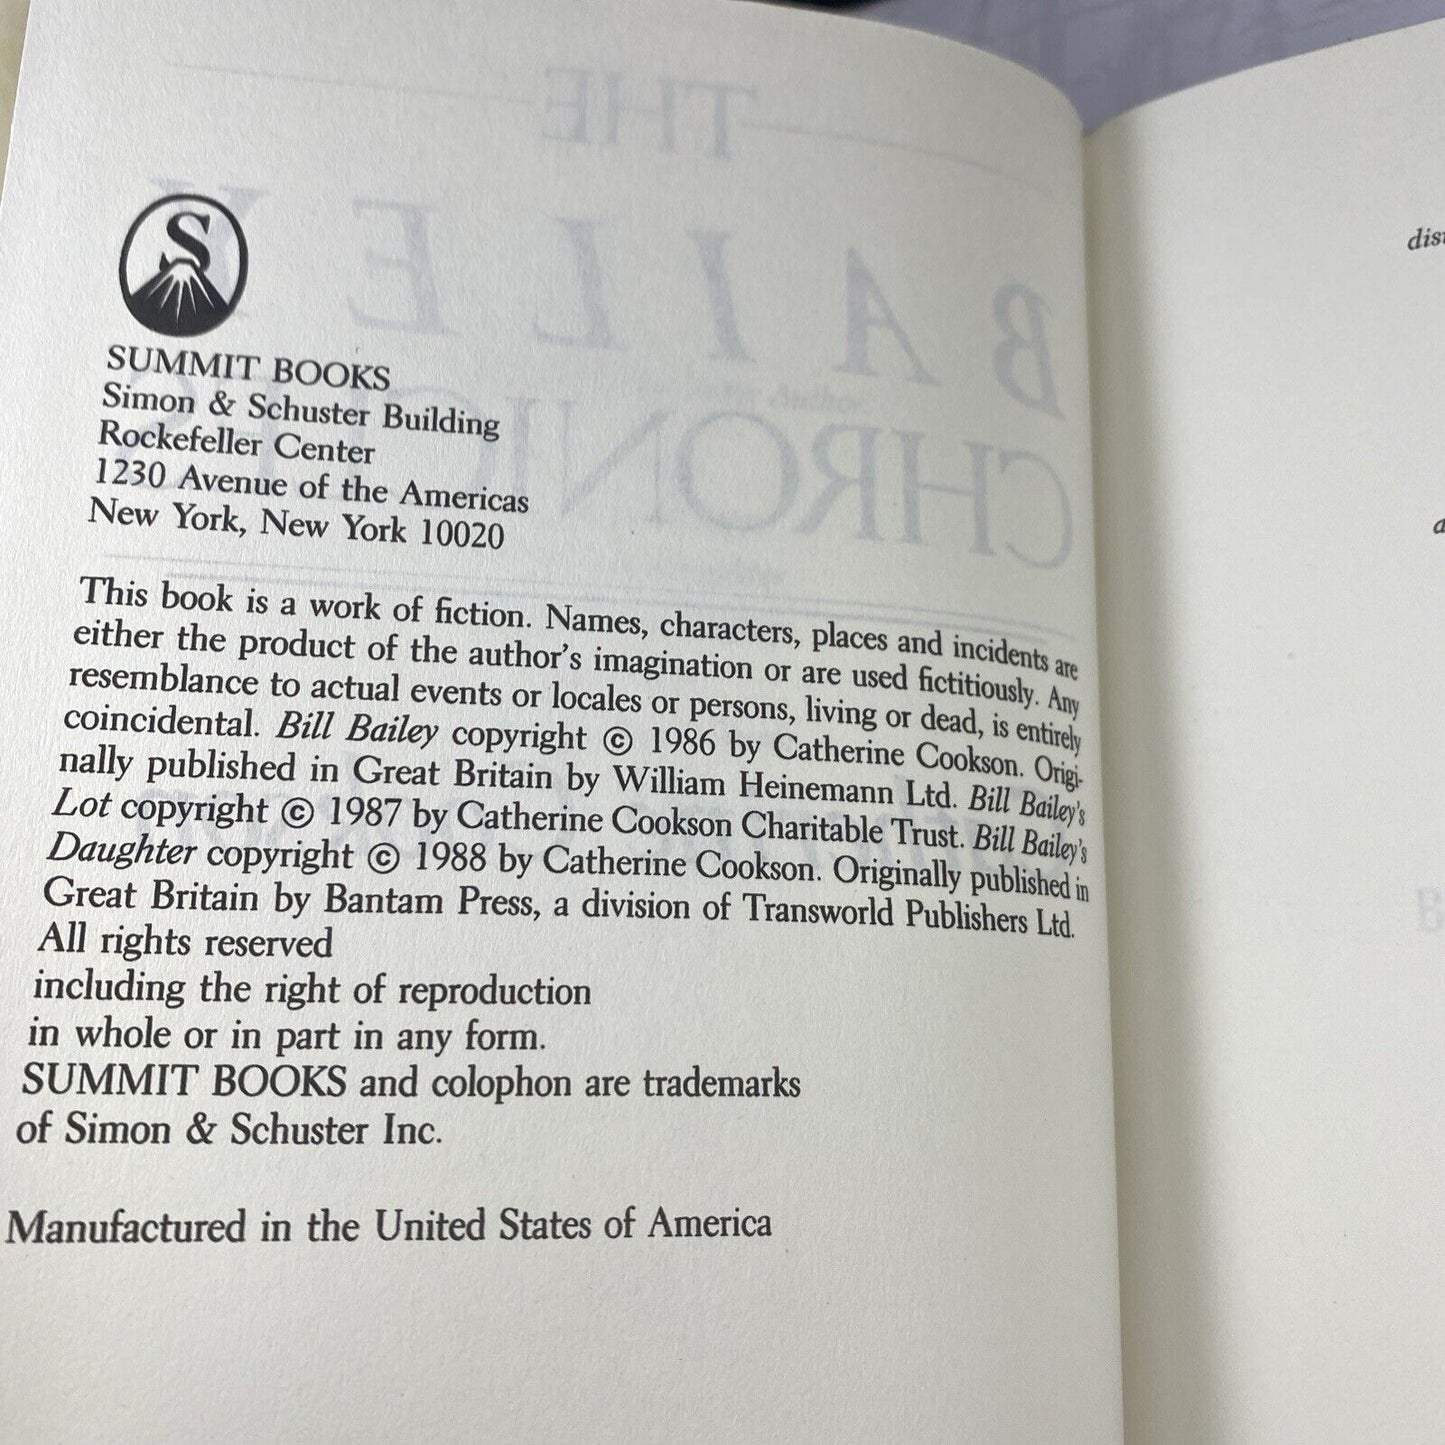 THE
BAILEY
CHRONICLES
S
SUMMIT BOOKS
Simon & Schuster Building
Rockefeller Center
1230 Avenue of the Americas
New York, New York 10020
This book is a work of fiction. Names, characters, places and incidents are
either the product of the author's imagination or are used fictitiously. Any
resemblance to actual events or locales or persons, living or dead, is entirely
coincidental. Bill Bailey copyright © 1986 by Catherine Cookson. Origi-
nally published in Great Britain by William Heinemann Ltd. Bill Bailey's
Lot copyright © 1987 by Catherine Cookson Charitable Trust. Bill Bailey's
Daughter copyright © 1988 by Catherine Cookson. Originally published in
Great Britain by Bantam Press, a division of Transworld Publishers Ltd.
All rights reserved
including the right of reproduction
in whole or in part in any form.
SUMMIT BOOKS and colophon are trademarks
of Simon & Schuster Inc.
Manufactured in the United States of America